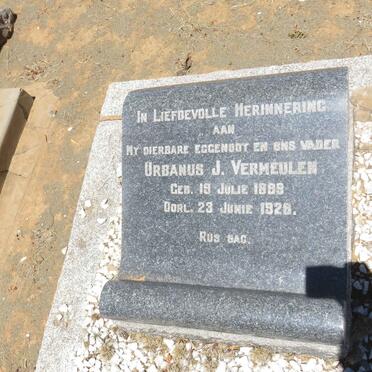 In Liefdevolle Herinnering
aan
My dierbare eggenoot en ons vader
Urbanus J. Vermeulen
Geb. 19 Julie 1899
Oorl. 23 Junie 1928.
Rus sag.